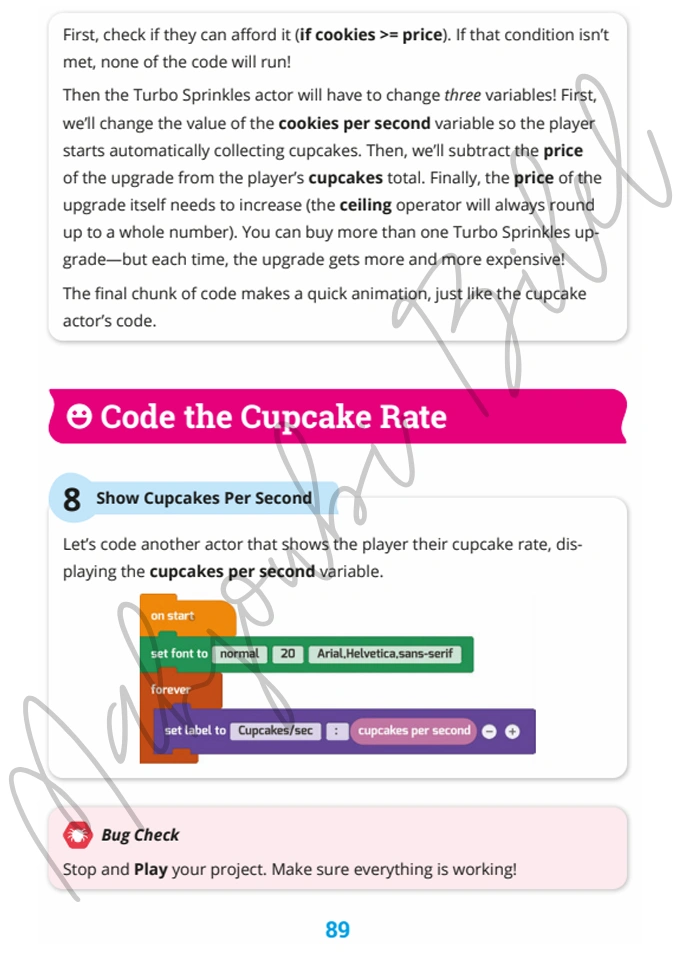 First, check if they can afford it (if cookies >= price). If that condition isn't
met, none of the code will run!
Then the Turbo Sprinkles actor will have to change three variables! First,
we'll change the value of the cookies per second variable so the player
starts automatically collecting cupcakes. Then, we'll subtract the price
of the upgrade from the player's cupcakes total. Finally, the price of the
upgrade itself needs to increase (the ceiling operator will always round
up to a whole number). You can buy more than one Turbo Sprinkles up-
grade—but each time, the upgrade gets more and more expensive!
The final chunk of code makes a quick animation, just like the cupcake
actor's code.
Code the Cupcake Rate
8 Show Cupcakes Per Second
Let's code another actor that shows the player their cupcake rate, dis-
playing the cupcakes per second variable.
on start
set font to normal 20 Arial,Helvetica,sans-serif
forever
set label to Cupcakes/sec : cupcakes per second - +
Bug Check
Stop and Play your project. Make sure everything is working!
89